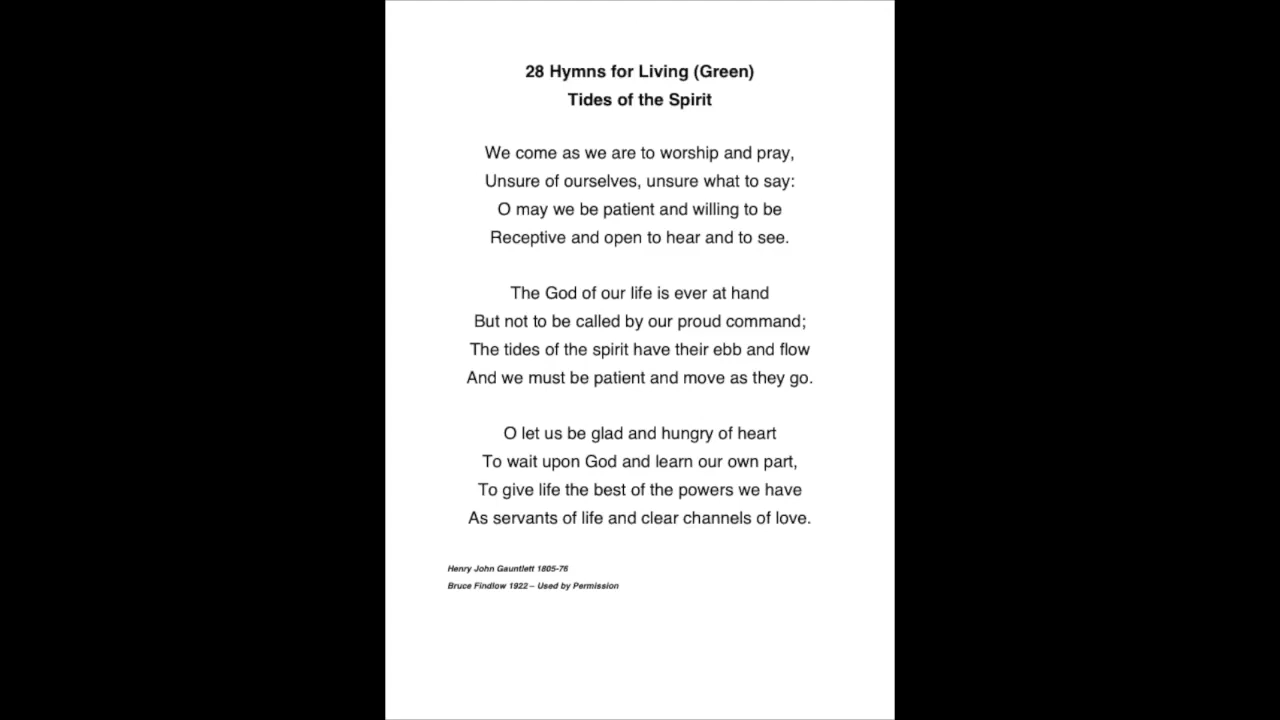 28 Hymns for Living (Green)
Tides of the Spirit
We come as we are to worship and pray,
Unsure of ourselves, unsure what to say:
O may we be patient and willing to be
Receptive and open to hear and to see.
The God of our life is ever at hand
But not to be called by our proud command;
The tides of the spirit have their ebb and flow
And we must be patient and move as they go.
O let us be glad and hungry of heart
To wait upon God and learn our own part,
To give life the best of the powers we have
As servants of life and clear channels of love.
Henry John Gauntlett 1805-76
Bruce Findlow 1922 – Used by Permission